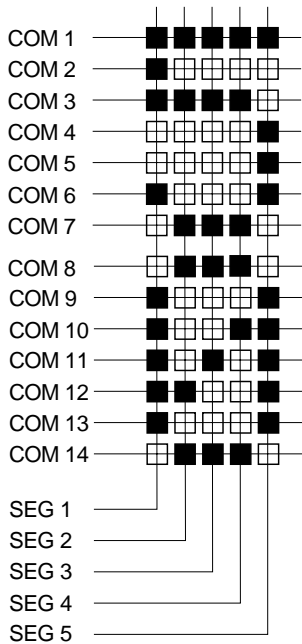 COM 1
COM 2
COM 3
COM 4
COM 5
COM 6
COM 7
COM 8
COM 9
COM 10
COM 11
COM 12
COM 13
COM 14
SEG 1
SEG 2
SEG 3
SEG 4
SEG 5